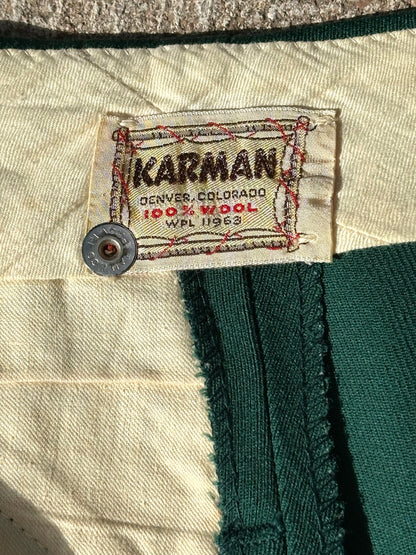 KARMAN
DENVER, COLORADO
100% WOOL
WPL 11963